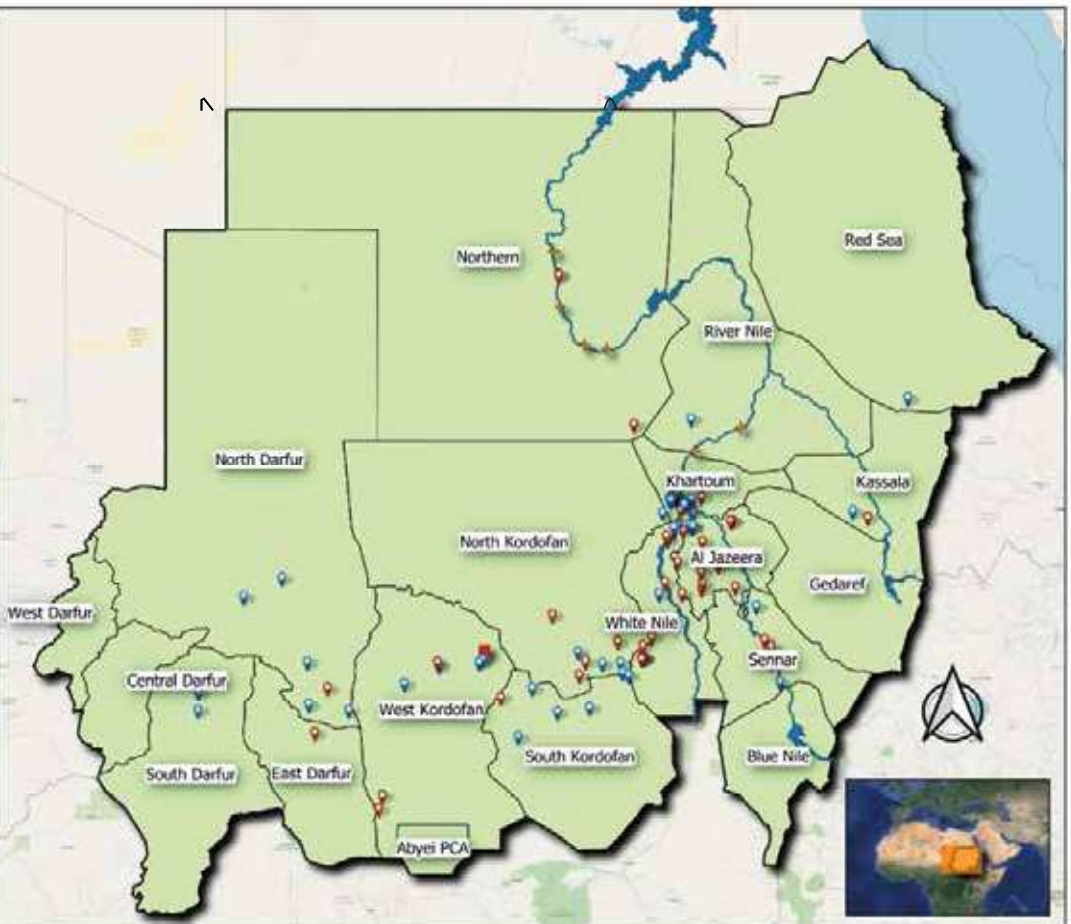 Northern
Red Sea
River Nile
North Darfur
Khartoum
Kassala
North Kordofan
Al Jazeera
Gedaref
West Darfur
White Nile
Sennar
Central Darfur
West Kordofan
South Kordofan
Blue Nile
South Darfur
East Darfur
Abyei PCA